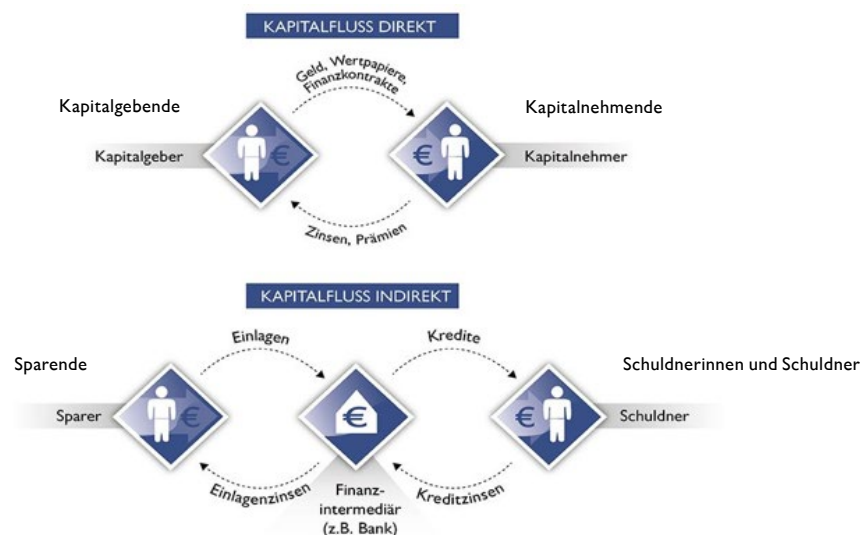 KAPITALFLUSS DIREKT
Geld, Wertpapiere,
Finanzkontrakte
Kapitalgebende
Kapitalnehmende
Kapitalgeber
€
€
Kapitalnehmer
Zinsen, Prämien
KAPITALFLUSS INDIREKT
Einlagen
Kredite
Sparende
Schuldnerinnen und Schuldner
Sparer
€
€
€
Schuldner
Einlagenzinsen
Finanz-
intermediär
(z.B. Bank)
Kreditzinsen